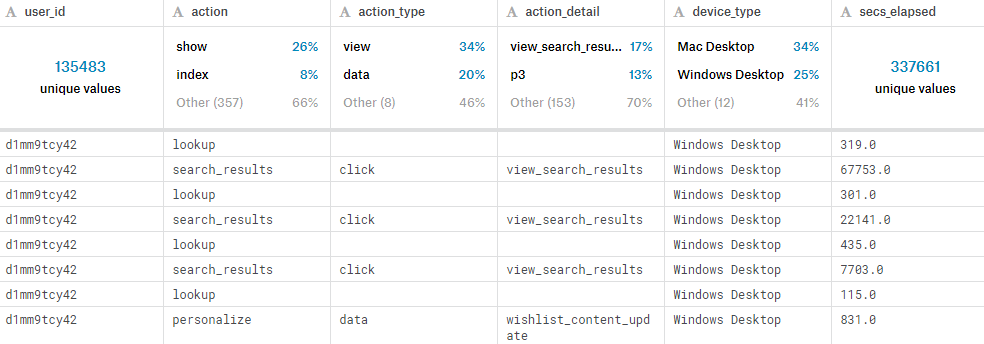 A user_id A action A action_type A action_detail A device_type A secs_elapsed
135483
unique values
show 26%
index 8%
Other (357) 66%
view 34%
data 20%
Other (8) 46%
view_search_resu... 17%
p3 13%
Other (153) 70%
Mac Desktop 34%
Windows Desktop 25%
Other (12) 41%
337661
unique values
d1mm9tcy42 lookup Windows Desktop 319.0
d1mm9tcy42 search_results click view_search_results Windows Desktop 67753.0
d1mm9tcy42 lookup Windows Desktop 301.0
d1mm9tcy42 search_results click view_search_results Windows Desktop 22141.0
d1mm9tcy42 lookup Windows Desktop 435.0
d1mm9tcy42 search_results click view_search_results Windows Desktop 7703.0
d1mm9tcy42 lookup Windows Desktop 115.0
d1mm9tcy42 personalize data wishlist_content_upd Windows Desktop 831.0
ate